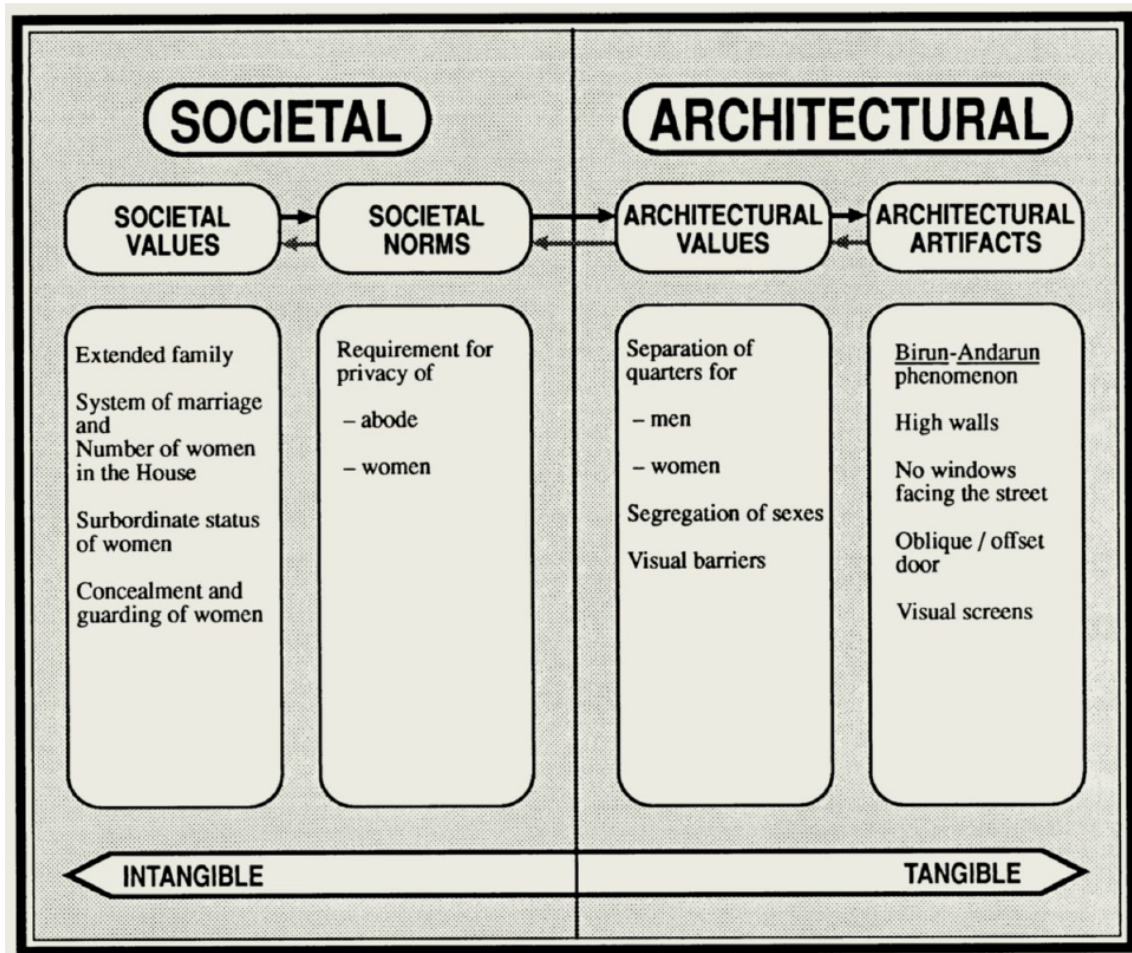 SOCIETAL
ARCHITECTURAL
SOCIETAL
VALUES
SOCIETAL
NORMS
ARCHITECTURAL
VALUES
ARCHITECTURAL
ARTIFACTS
Extended family
System of marriage
and
Number of women
in the House
Surbordinate status
of women
Concealment and
guarding of women
Requirement for
privacy of
– abode
– women
Separation of
quarters for
– men
– women
Segregation of sexes
Visual barriers
Birun-Andarun
phenomenon
High walls
No windows
facing the street
Oblique / offset
door
Visual screens
INTANGIBLE
TANGIBLE